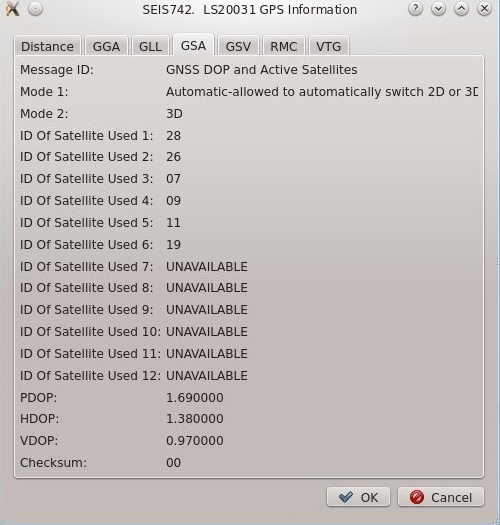 SEIS742.  LS20031 GPS Information
Distance GGA GLL GSA GSV RMC VTG
Message ID: GNSS DOP and Active Satellites
Mode 1: Automatic-allowed to automatically switch 2D or 3D
Mode 2: 3D
ID Of Satellite Used 1: 28
ID Of Satellite Used 2: 26
ID Of Satellite Used 3: 07
ID Of Satellite Used 4: 09
ID Of Satellite Used 5: 11
ID Of Satellite Used 6: 19
ID Of Satellite Used 7: UNAVAILABLE
ID Of Satellite Used 8: UNAVAILABLE
ID Of Satellite Used 9: UNAVAILABLE
ID Of Satellite Used 10: UNAVAILABLE
ID Of Satellite Used 11: UNAVAILABLE
ID Of Satellite Used 12: UNAVAILABLE
PDOP: 1.690000
HDOP: 1.380000
VDOP: 0.970000
Checksum: 00
OK Cancel